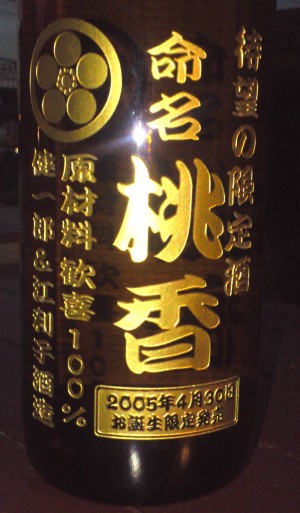 待望の限定酒
命名
桃香
原材料歓喜100%
健一郎&江利子酒造
2005年4月30日
お誕生限定発売